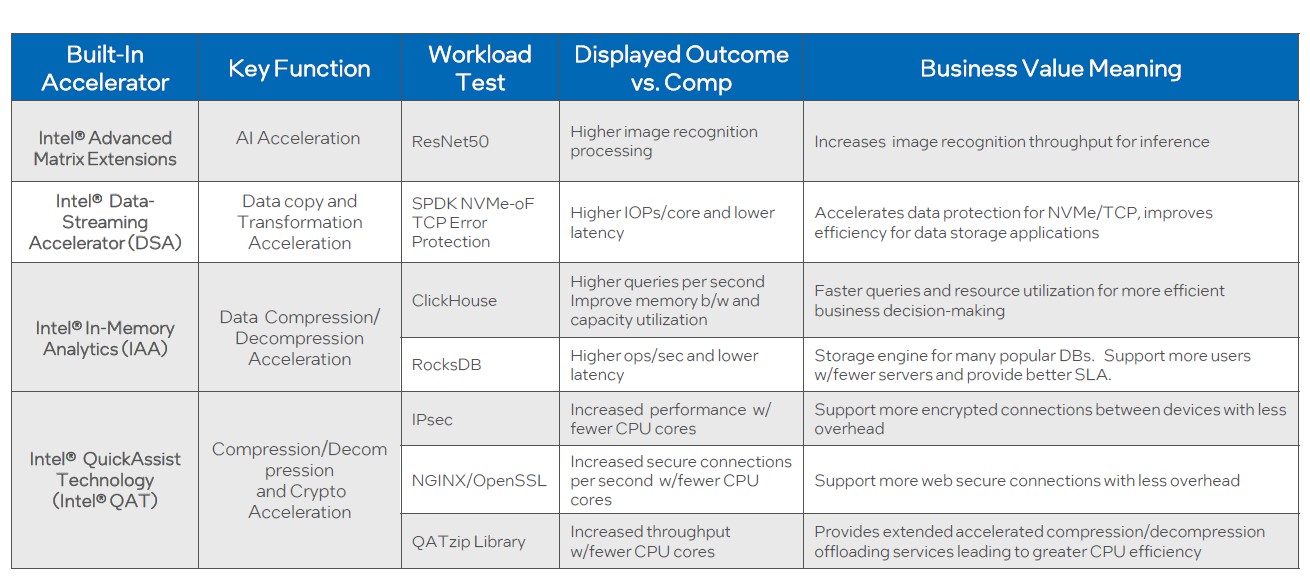 Built-In
Accelerator
Key Function
Workload
Test
Displayed Outcome
vs. Comp
Business Value Meaning
Intel® Advanced
Matrix Extensions
AI Acceleration
ResNet50
Higher image recognition
processing
Increases image recognition throughput for inference
Intel® Data-
Streaming
Accelerator (DSA)
Data copy and
Transformation
Acceleration
SPDK NVMe-oF
TCP Error
Protection
Higher IOPs/core and lower
latency
Accelerates data protection for NVMe/TCP, improves
efficiency for data storage applications
Intel® In-Memory
Analytics (IAA)
Data Compression/
Decompression
Acceleration
ClickHouse
Higher queries per second
Improve memory b/w and
capacity utilization
Faster queries and resource utilization for more efficient
business decision-making
RocksDB
Higher ops/sec and lower
latency
Storage engine for many popular DBs. Support more users
w/fewer servers and provide better SLA.
Intel® QuickAssist
Technology
(Intel® QAT)
Compression/Decom
pression
and Crypto
Acceleration
IPsec
Increased performance w/
fewer CPU cores
Support more encrypted connections between devices with less
overhead
NGINX/OpenSSL
Increased secure connections
per second w/fewer CPU
cores
Support more web secure connections with less overhead
QATzip Library
Increased throughput
w/fewer CPU cores
Provides extended accelerated compression/decompression
offloading services leading to greater CPU efficiency